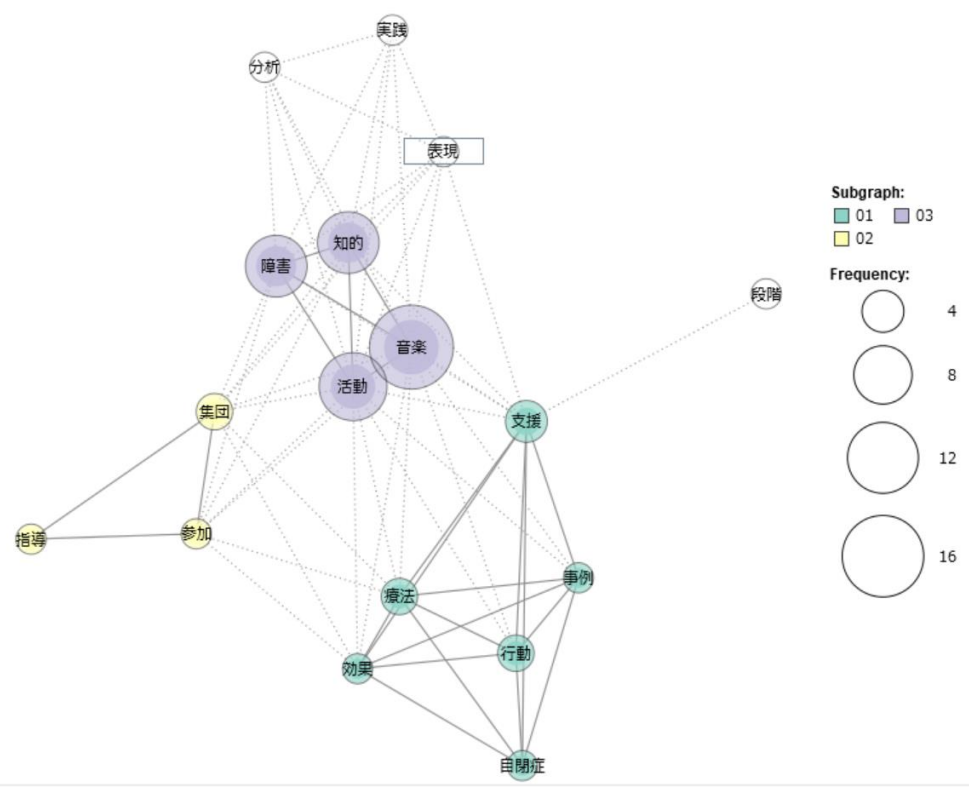 実践
分析
表現
知的
障害
音楽
活動
集団
支援
指導
参加
段階
療法
事例
行動
効果
自閉症
Subgraph:
01 03
02
Frequency:
4
8
12
16